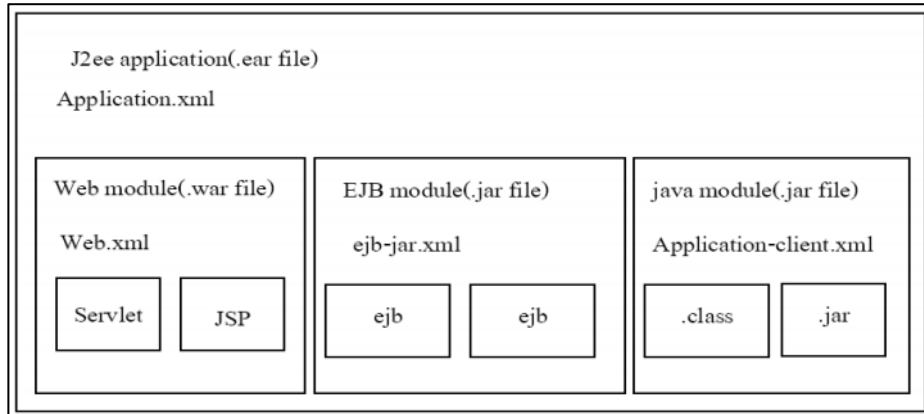 J2ee application(.ear file)
Application.xml
Web module(.war file)
Web.xml
Servlet
JSP
EJB module(.jar file)
ejb-jar.xml
ejb
ejb
java module(.jar file)
Application-client.xml
.class
.jar